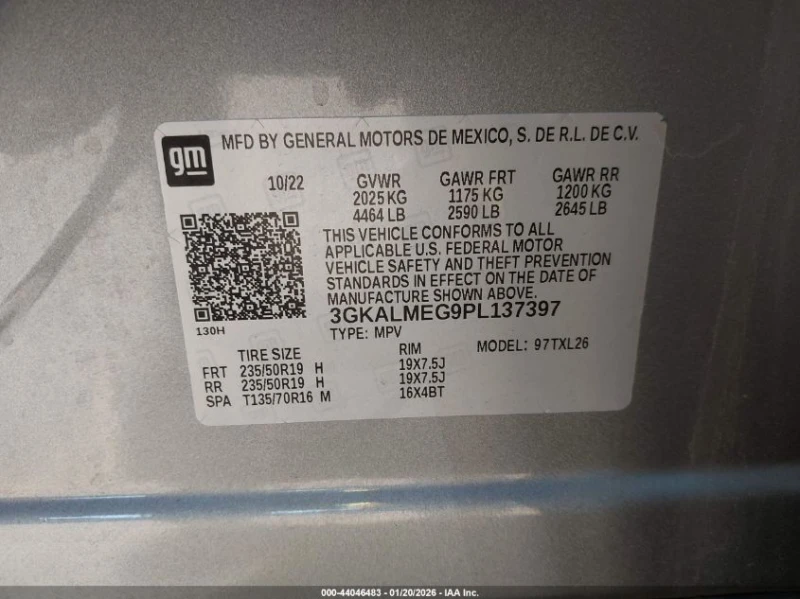 gm
MFD BY GENERAL MOTORS DE MEXICO, S. DE R.L. DE C.V.
10/22 GVWR GAWR FRT GAWR RR
2025 KG 1175 KG 1200 KG
4464 LB 2590 LB 2645 LB
THIS VEHICLE CONFORMS TO ALL
APPLICABLE U.S. FEDERAL MOTOR
VEHICLE SAFETY AND THEFT PREVENTION
STANDARDS IN EFFECT ON THE DATE OF
MANUFACTURE SHOWN ABOVE.
130H
3GKALMEG9PL137397
TYPE: MPV
TIRE SIZE RIM MODEL: 97TXL26
FRT 235/50R19 H 19X7.5J
RR 235/50R19 H 19X7.5J
SPA T135/70R16 M 16X4BT
000-44046483 - 01/20/2026 - IAA Inc.